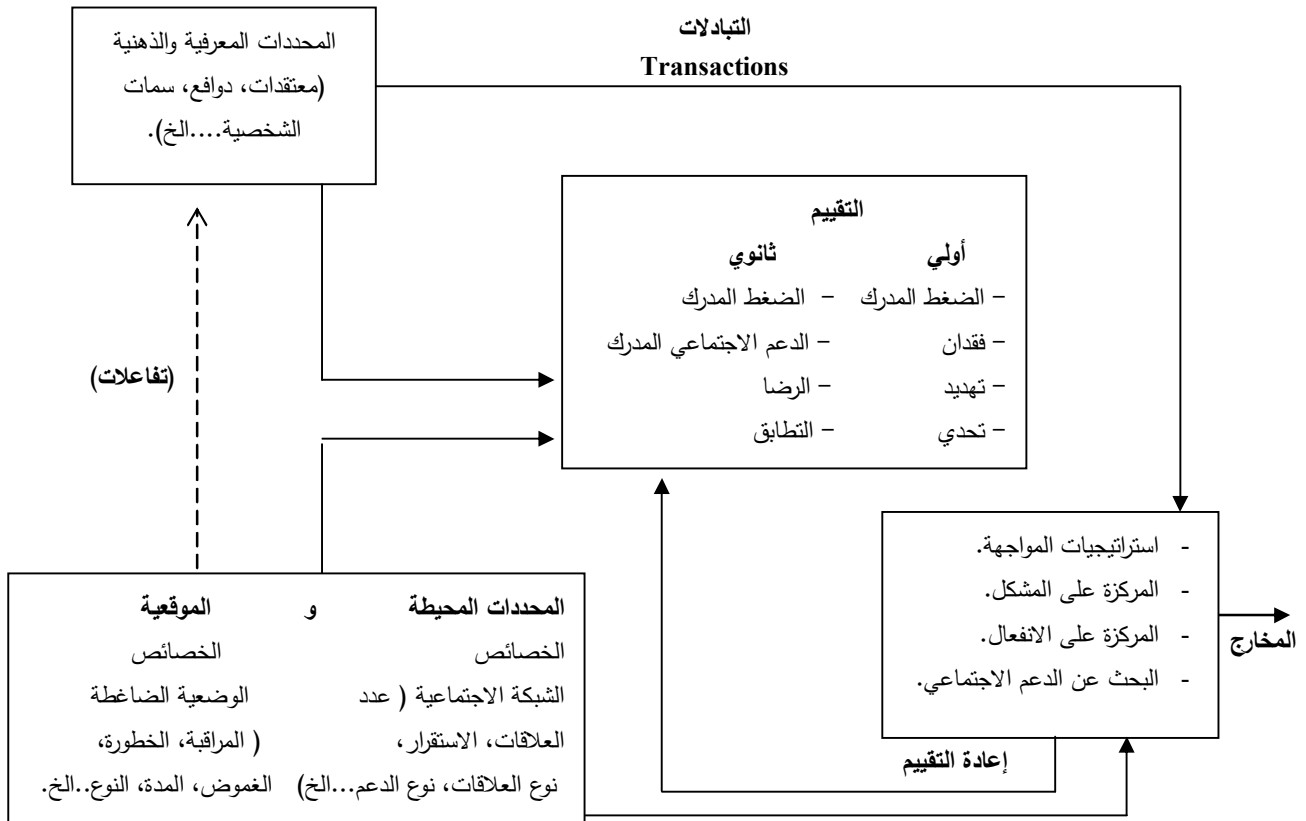 التبادلات
Transactions
المحددات المعرفية والذهنية
(معتقدات، دوافع، سمات
الشخصية....الخ).
التقييم
أولي ثانوي
– الضغط المدرك – الضغط المدرك
– فقدان – الدعم الاجتماعي المدرك
– تهديد – الرضا
– تحدي – التطابق
(تفاعلات)
- استراتيجيات المواجهة.
- المركزة على المشكل.
- المركزة على الانفعال.
- البحث عن الدعم الاجتماعي.
المخارج
المحددات المحيطة و الموقعية
الخصائص الخصائص
الشبكة الاجتماعية ( عدد الوضعية الضاغطة
العلاقات، الاستقرار، ( المراقبة، الخطورة،
نوع العلاقات، نوع الدعم...الخ) الغموض، المدة، النوع..الخ.
إعادة التقييم